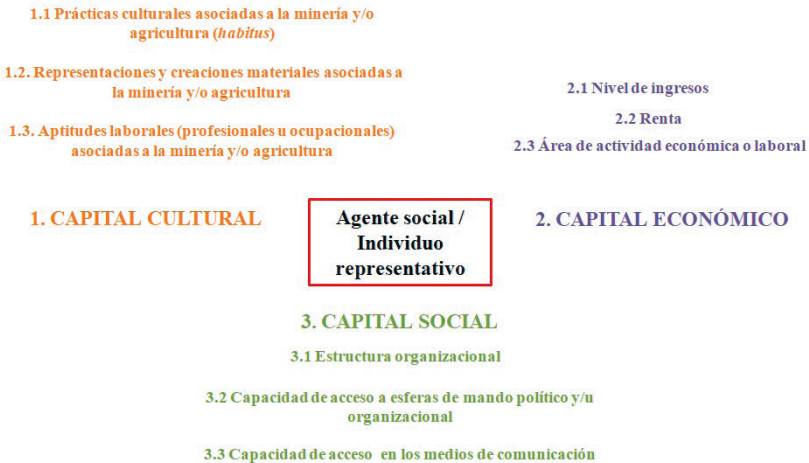 1.1 Prácticas culturales asociadas a la minería y/o
agricultura (habitus)
1.2. Representaciones y creaciones materiales asociadas a
la minería y/o agricultura
1.3. Aptitudes laborales (profesionales u ocupacionales)
asociadas a la minería y/o agricultura
2.1 Nivel de ingresos
2.2 Renta
2.3 Área de actividad económica o laboral
1. CAPITAL CULTURAL
Agente social /
Individuo
representativo
2. CAPITAL ECONÓMICO
3. CAPITAL SOCIAL
3.1 Estructura organizacional
3.2 Capacidad de acceso a esferas de mando político y/u
organizacional
3.3 Capacidad de acceso en los medios de comunicación